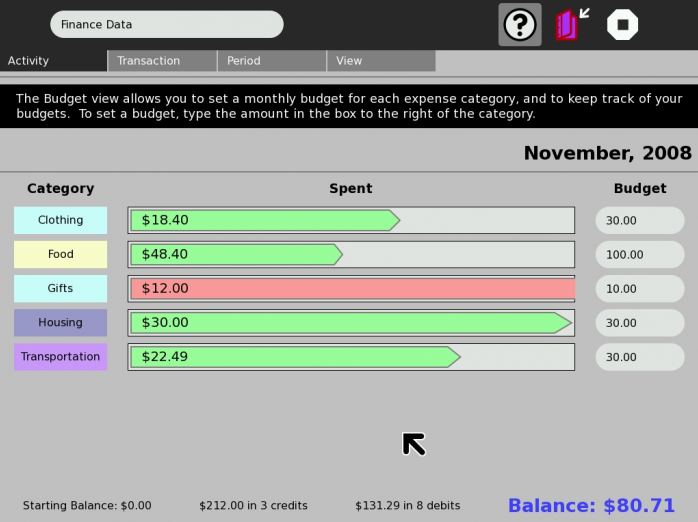 Finance Data
?
Activity Transaction Period View
The Budget view allows you to set a monthly budget for each expense category, and to keep track of your
budgets. To set a budget, type the amount in the box to the right of the category.
November, 2008
Category Spent Budget
Clothing $18.40 30.00
Food $48.40 100.00
Gifts $12.00 10.00
Housing $30.00 30.00
Transportation $22.49 30.00
Starting Balance: $0.00 $212.00 in 3 credits $131.29 in 8 debits Balance: $80.71